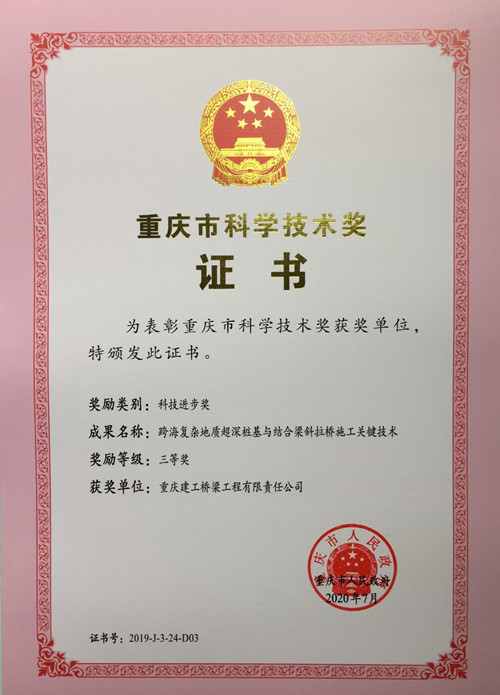 重庆市科学技术奖
证 书
为表彰重庆市科学技术奖获奖单位，
特颁发此证书。
奖励类别：科技进步奖
成果名称：跨海复杂地质超深桩基与结合梁斜拉桥施工关键技术
奖励等级：三等奖
获奖单位：重庆建工桥梁工程有限责任公司
重庆市人民政府
重庆市人民政府
2020年7月
证书号：2019-J-3-24-D03